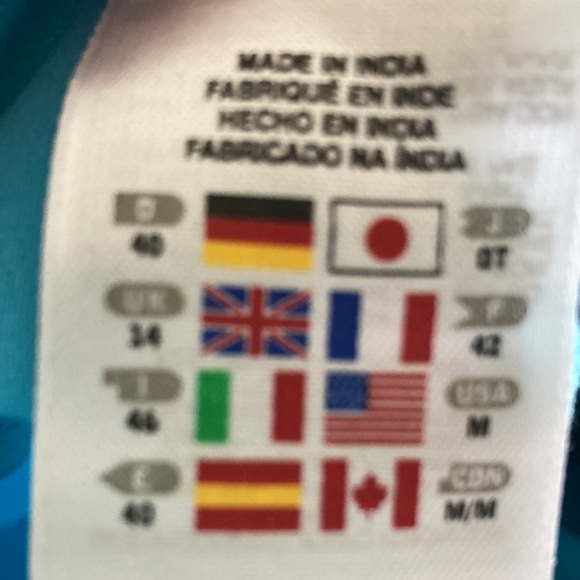 MADE IN INDIA
FABRIQUÉ EN INDE
HECHO EN INDIA
FABRICADO NA ÍNDIA
D J
40 OT
UK F
14 42
I USA
46 M
E CDN
40 M/M